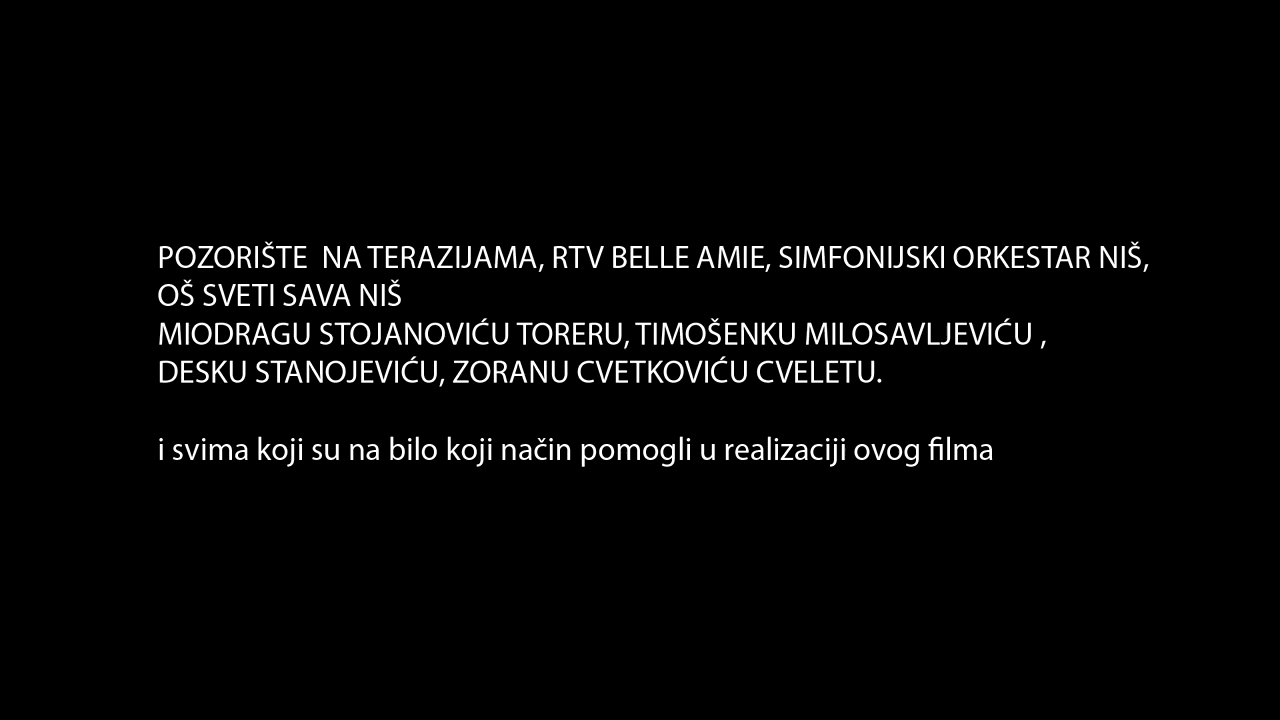 POZORIŠTE  NA TERAZIJAMA, RTV BELLE AMIE, SIMFONIJSKI ORKESTAR NIŠ,
OŠ SVETI SAVA NIŠ
MIODRAGU STOJANOVIĆU TORERU, TIMOŠENKU MILOSAVLJEVIĆU ,
DESKU STANOJEVIĆU, ZORANU CVETKOVIĆU CVELETU.
i svima koji su na bilo koji način pomogli u realizaciji ovog filma